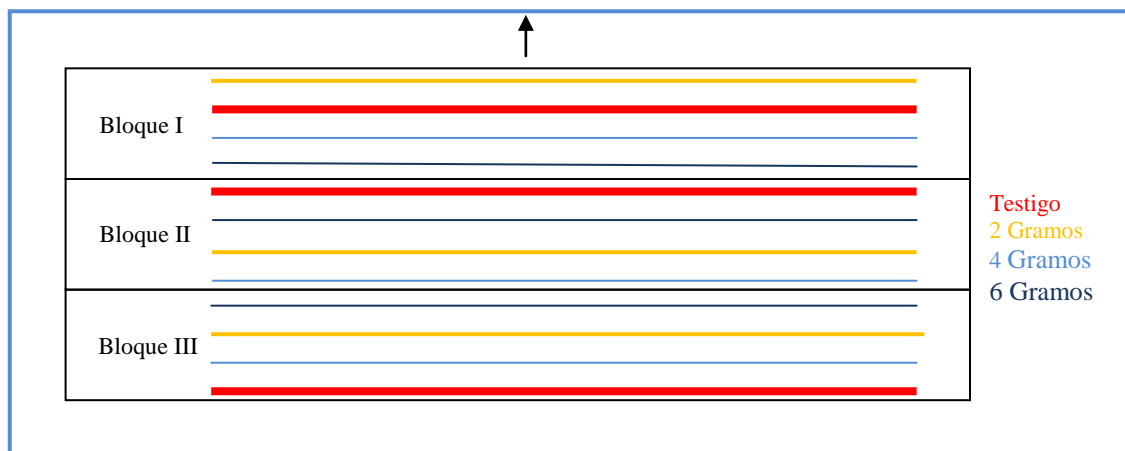 Bloque I
Bloque II
Bloque III
Testigo
2 Gramos
4 Gramos
6 Gramos